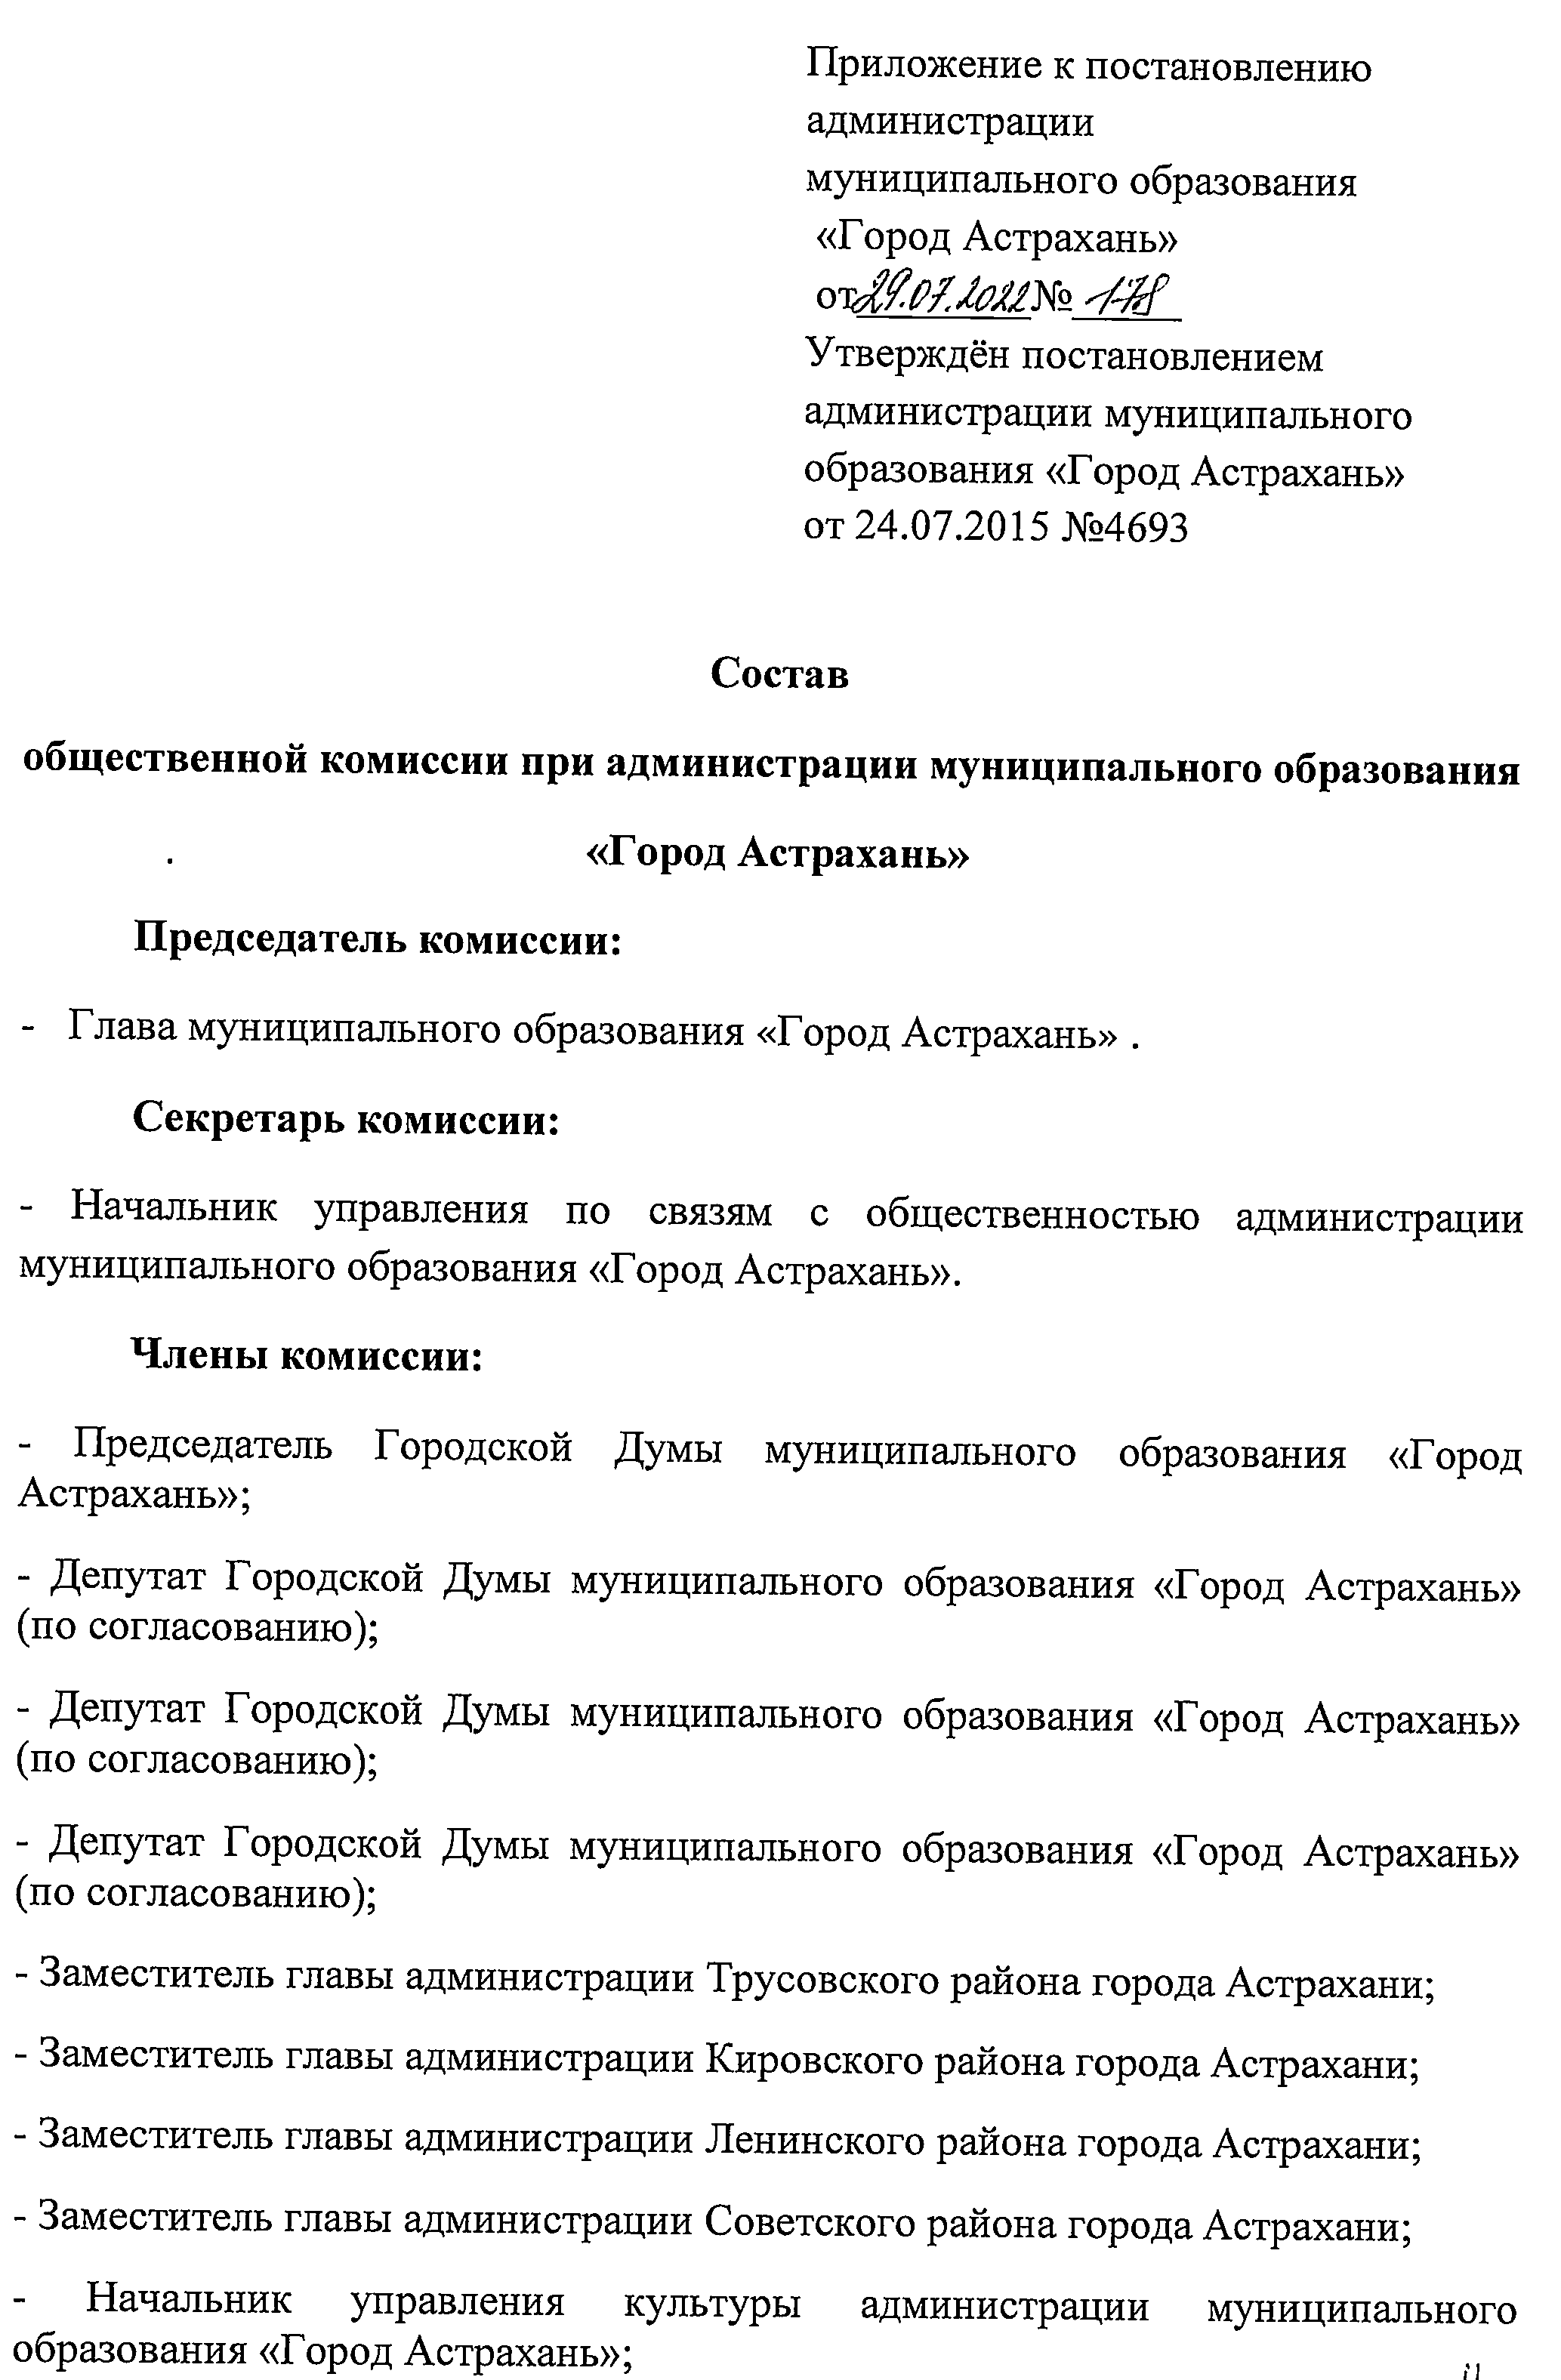 Приложение к постановлению
администрации
муниципального образования
«Город Астрахань»
от 29.07.2022 № 178
Утверждён постановлением
администрации муниципального
образования «Город Астрахань»
от 24.07.2015 №4693
Состав
общественной комиссии при администрации муниципального образования
«Город Астрахань»
Председатель комиссии:
- Глава муниципального образования «Город Астрахань» .
Секретарь комиссии:
- Начальник управления по связям с общественностью администрации
муниципального образования «Город Астрахань».
Члены комиссии:
- Председатель Городской Думы муниципального образования «Город
Астрахань»;
- Депутат Городской Думы муниципального образования «Город Астрахань»
(по согласованию);
- Депутат Городской Думы муниципального образования «Город Астрахань»
(по согласованию);
- Депутат Городской Думы муниципального образования «Город Астрахань»
(по согласованию);
- Заместитель главы администрации Трусовского района города Астрахани;
- Заместитель главы администрации Кировского района города Астрахани;
- Заместитель главы администрации Ленинского района города Астрахани;
- Заместитель главы администрации Советского района города Астрахани;
- Начальник управления культуры администрации муниципального
образования «Город Астрахань»;